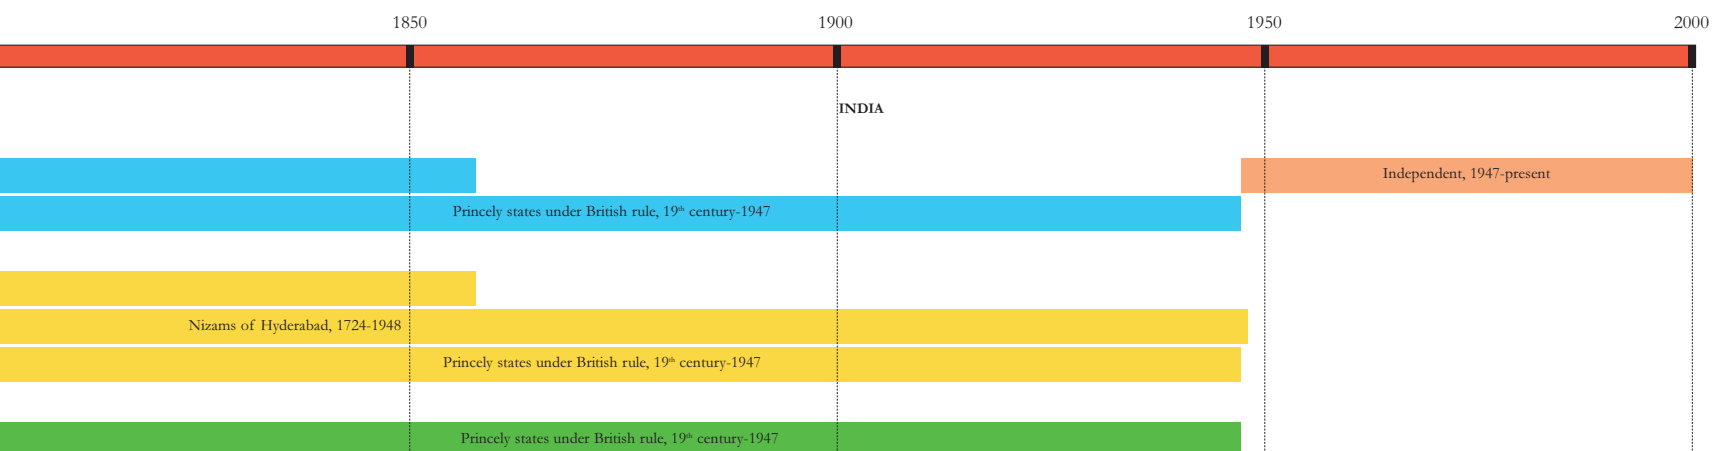 1850 1900 1950 2000
INDIA
Independent, 1947-present
Princely states under British rule, 19th century-1947
Nizams of Hyderabad, 1724-1948
Princely states under British rule, 19th century-1947
Princely states under British rule, 19th century-1947